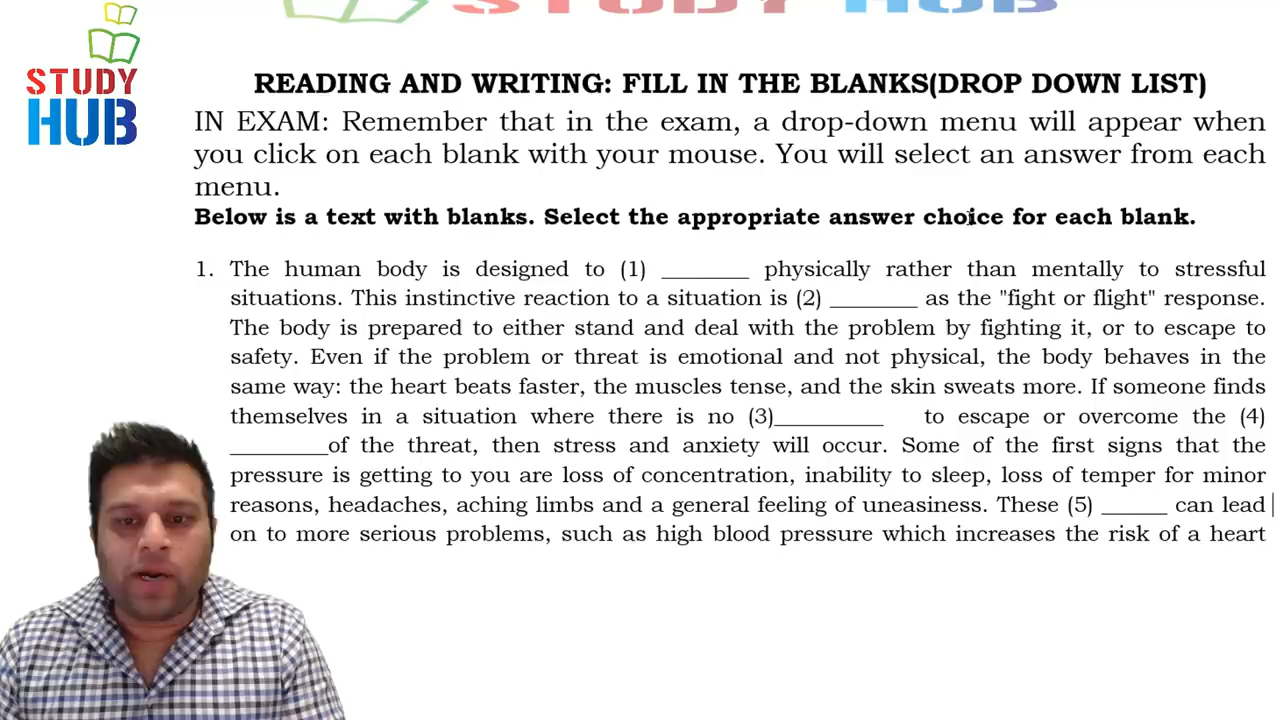 STUDY HUB
STUDY
HUB
READING AND WRITING: FILL IN THE BLANKS(DROP DOWN LIST)
IN EXAM: Remember that in the exam, a drop-down menu will appear when
you click on each blank with your mouse. You will select an answer from each
menu.
Below is a text with blanks. Select the appropriate answer choice for each blank.
1. The human body is designed to (1) _______ physically rather than mentally to stressful
situations. This instinctive reaction to a situation is (2) _______ as the "fight or flight" response.
The body is prepared to either stand and deal with the problem by fighting it, or to escape to
safety. Even if the problem or threat is emotional and not physical, the body behaves in the
same way: the heart beats faster, the muscles tense, and the skin sweats more. If someone finds
themselves in a situation where there is no (3)_________ to escape or overcome the (4)
________of the threat, then stress and anxiety will occur. Some of the first signs that the
pressure is getting to you are loss of concentration, inability to sleep, loss of temper for minor
reasons, headaches, aching limbs and a general feeling of uneasiness. These (5) _____ can lead
on to more serious problems, such as high blood pressure which increases the risk of a heart